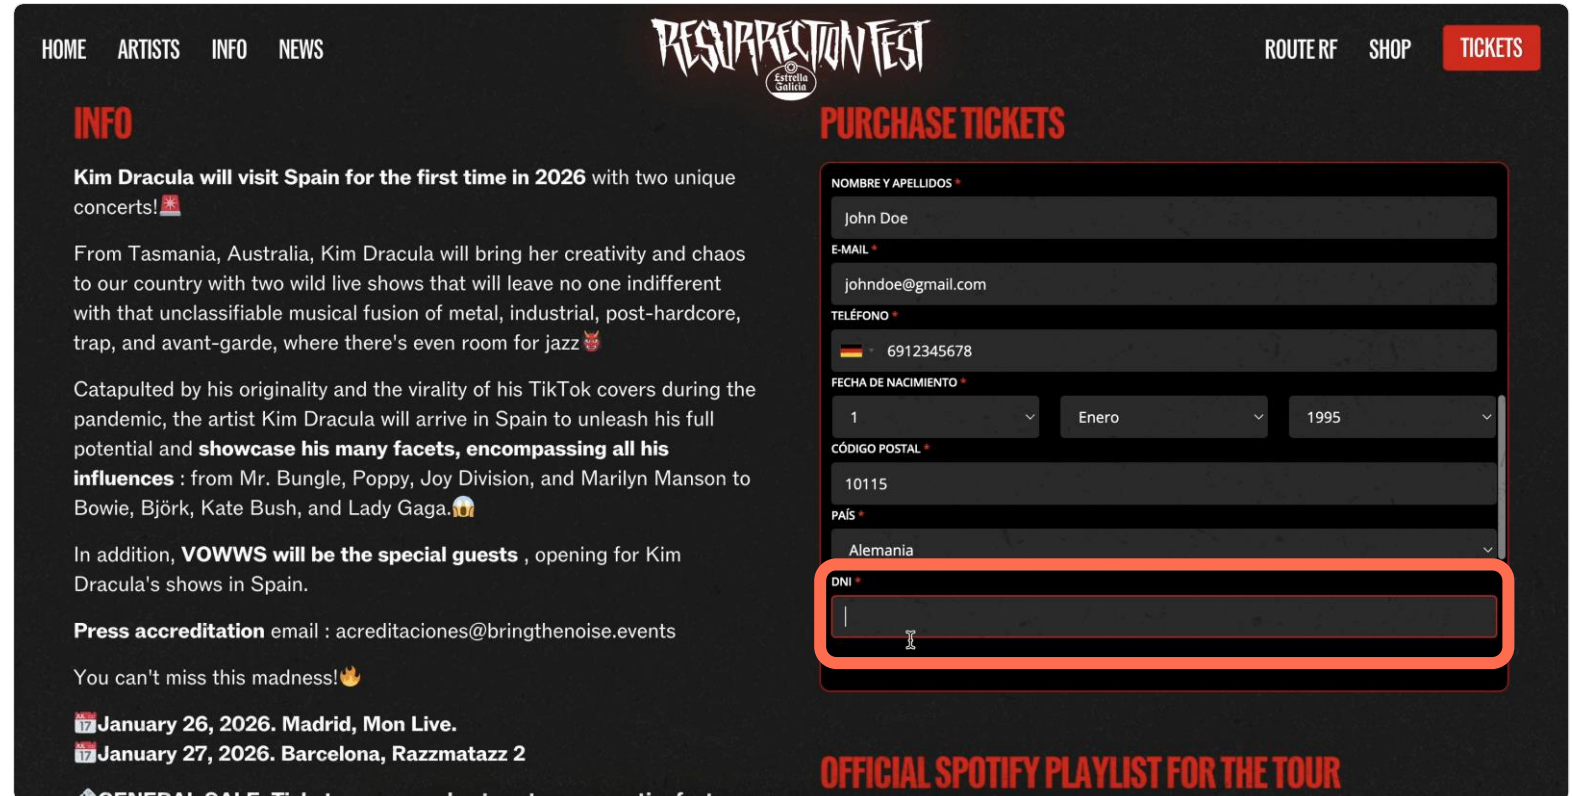 HOME ARTISTS INFO NEWS
RESURRECTION FEST
Estrella
Galicia
ROUTE RF SHOP TICKETS
INFO
Kim Dracula will visit Spain for the first time in 2026 with two unique
concerts!🚨
From Tasmania, Australia, Kim Dracula will bring her creativity and chaos
to our country with two wild live shows that will leave no one indifferent
with that unclassifiable musical fusion of metal, industrial, post-hardcore,
trap, and avant-garde, where there's even room for jazz👹
Catapulted by his originality and the virality of his TikTok covers during the
pandemic, the artist Kim Dracula will arrive in Spain to unleash his full
potential and showcase his many facets, encompassing all his
influences : from Mr. Bungle, Poppy, Joy Division, and Marilyn Manson to
Bowie, Björk, Kate Bush, and Lady Gaga.😱
In addition, VOWWS will be the special guests , opening for Kim
Dracula's shows in Spain.
Press accreditation email : acreditaciones@bringthenoise.events
You can't miss this madness!🔥
📅January 26, 2026. Madrid, Mon Live.
📅January 27, 2026. Barcelona, Razzmatazz 2
PURCHASE TICKETS
NOMBRE Y APELLIDOS *
John Doe
E-MAIL *
johndoe@gmail.com
TELÉFONO *
6912345678
FECHA DE NACIMIENTO *
1 Enero 1995
CÓDIGO POSTAL *
10115
PAÍS *
Alemania
DNI *
OFFICIAL SPOTIFY PLAYLIST FOR THE TOUR